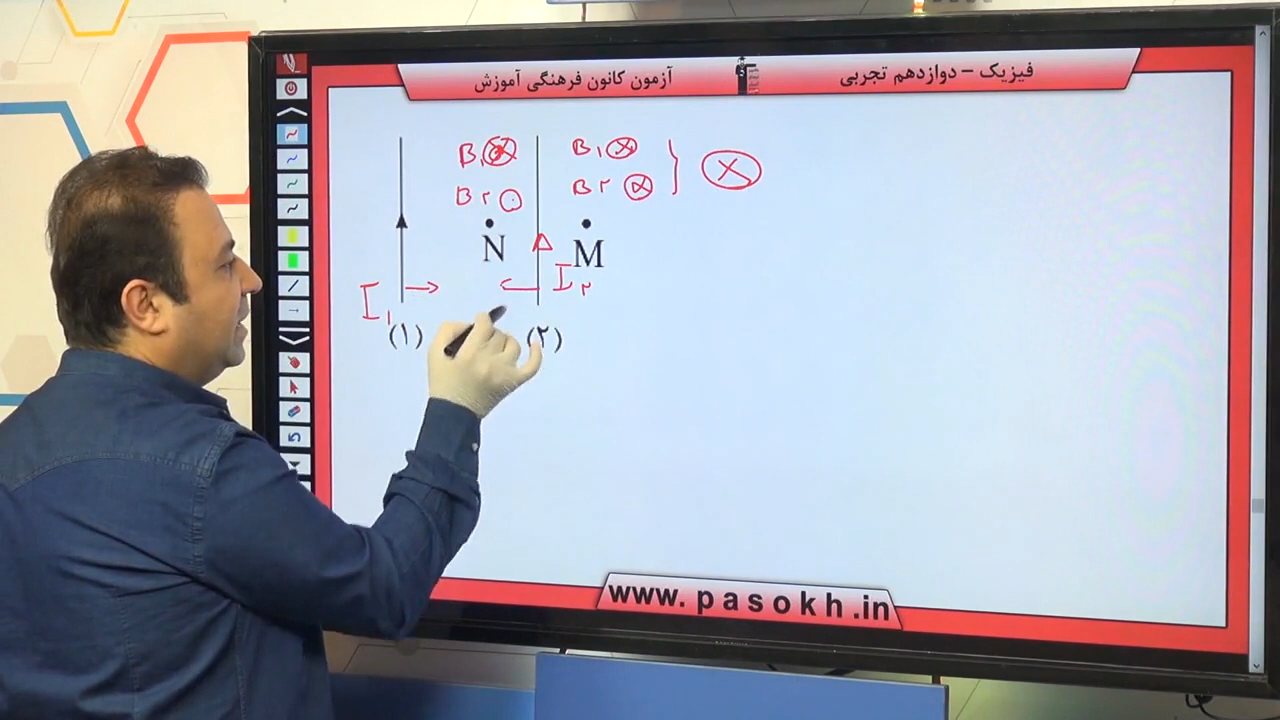 فیزیک – دوازدهم تجربی
آزمون کانون فرهنگی آموزش
B۱ ⊗
B۱ ⊗
B۲ ⊙
B۲ ⊗
⊗
N
M
I۱
I۲
(۱)
(۲)
www.pasokh.in